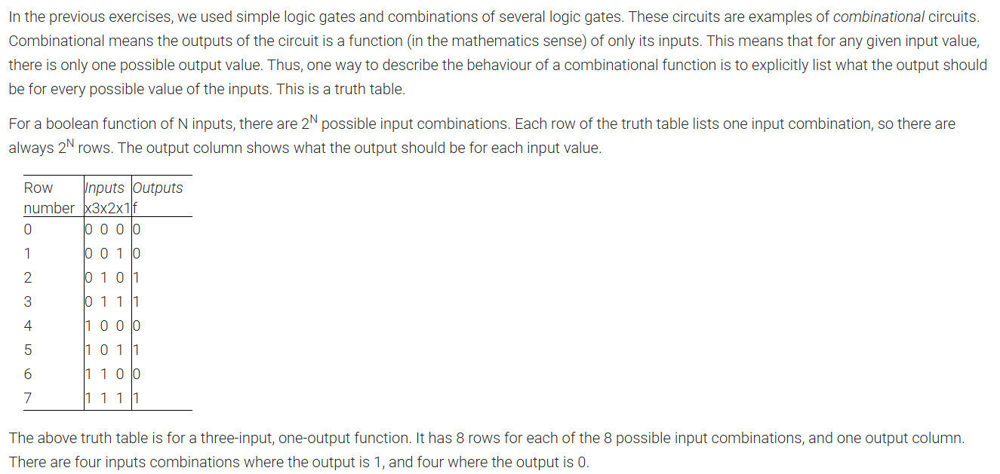 In the previous exercises, we used simple logic gates and combinations of several logic gates. These circuits are examples of combinational circuits.
Combinational means the outputs of the circuit is a function (in the mathematics sense) of only its inputs. This means that for any given input value,
there is only one possible output value. Thus, one way to describe the behaviour of a combinational function is to explicitly list what the output should
be for every possible value of the inputs. This is a truth table.
For a boolean function of N inputs, there are 2^N possible input combinations. Each row of the truth table lists one input combination, so there are
always 2^N rows. The output column shows what the output should be for each input value.
Row Inputs Outputs
number x3x2x1f
0 0 0 0 0
1 0 0 1 0
2 0 1 0 1
3 0 1 1 1
4 1 0 0 0
5 1 0 1 1
6 1 1 0 0
7 1 1 1 1
The above truth table is for a three-input, one-output function. It has 8 rows for each of the 8 possible input combinations, and one output column.
There are four inputs combinations where the output is 1, and four where the output is 0.